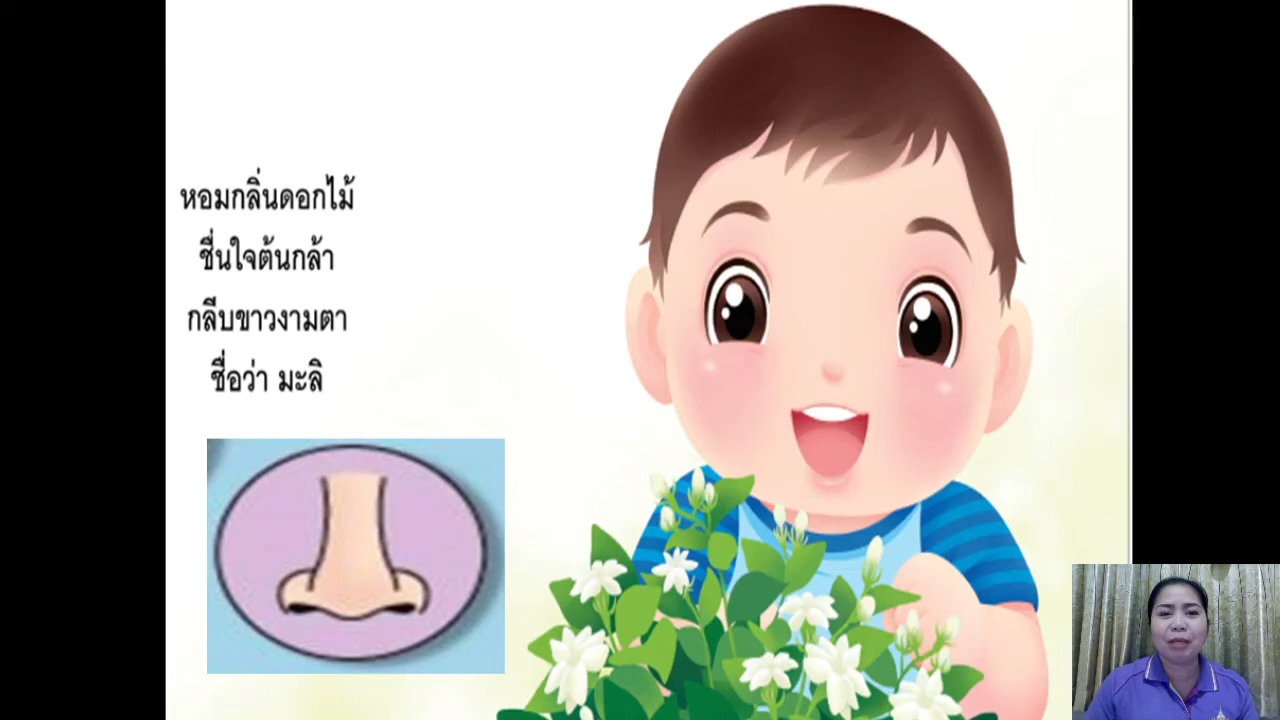 หอมกลิ่นดอกไม้
ชื่นใจต้นกล้า
กลีบขาวงามตา
ชื่อว่า มะลิ